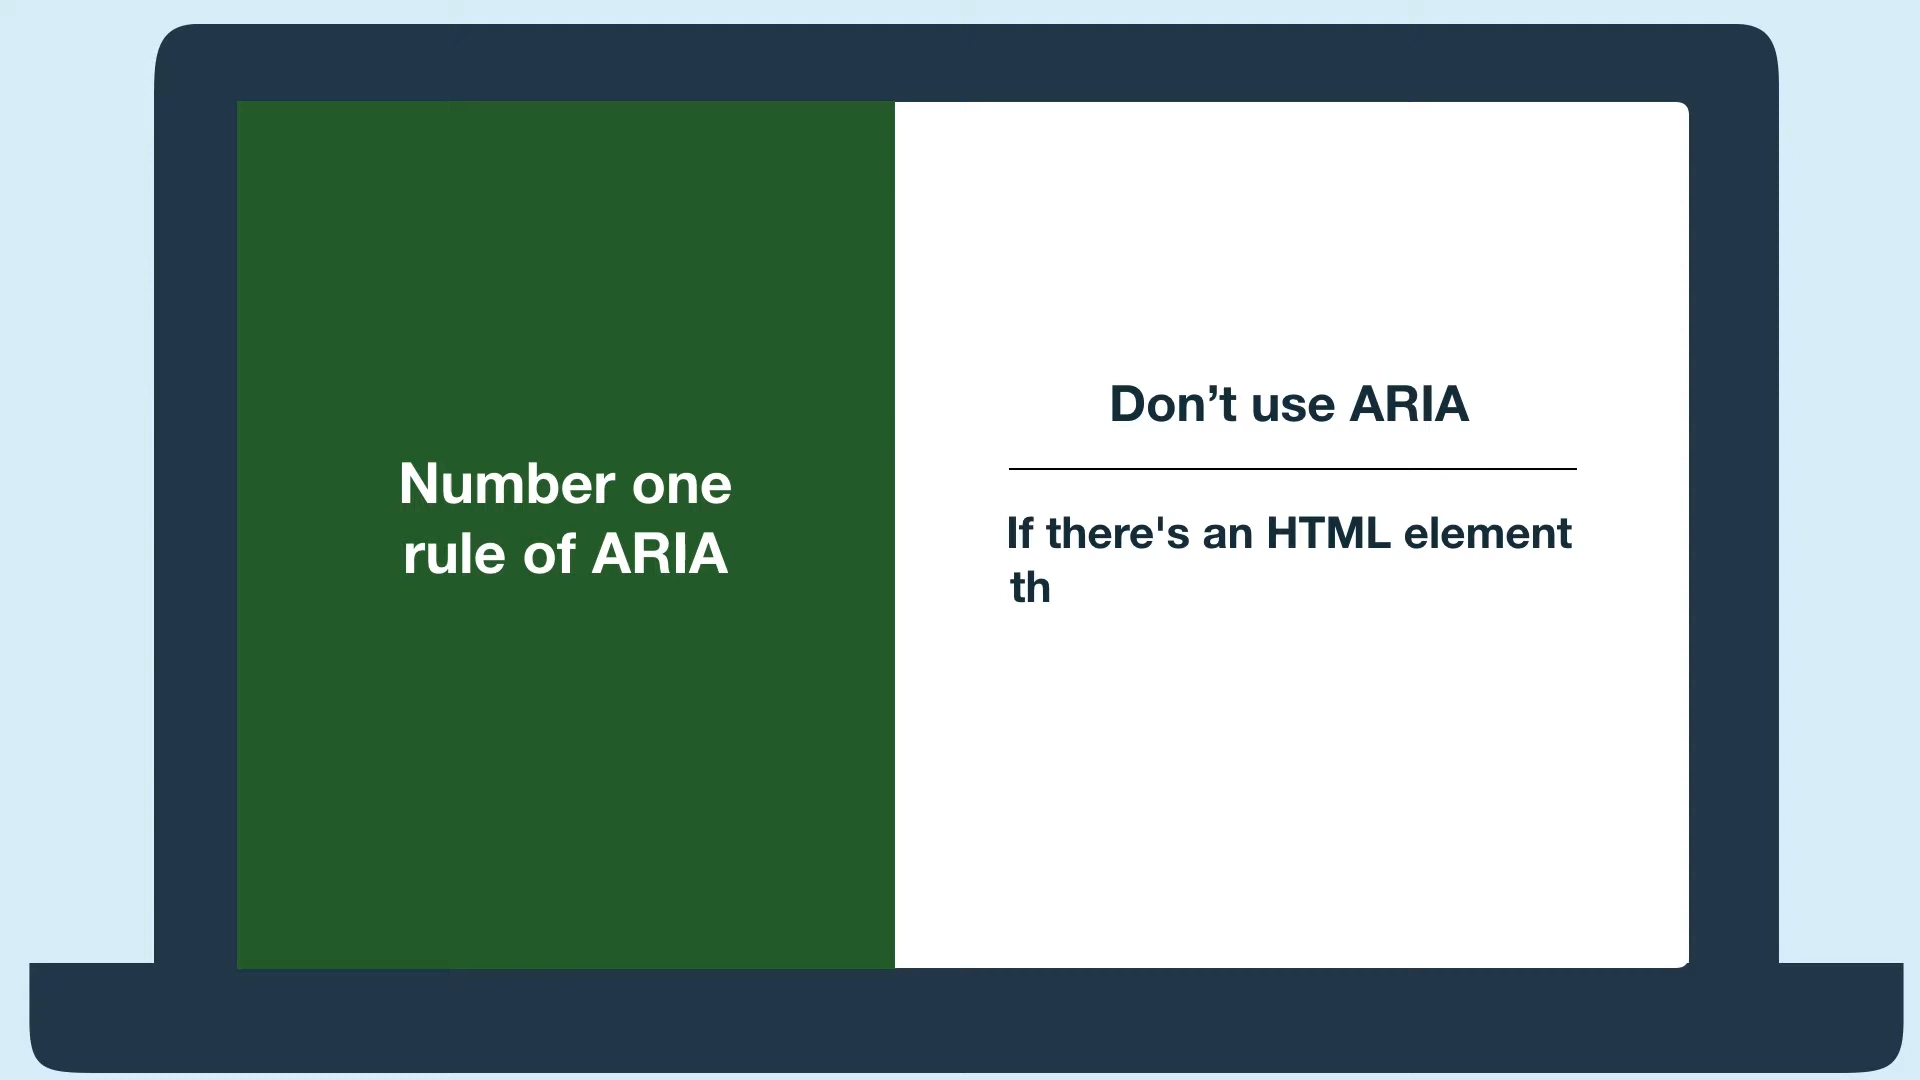 Number one
rule of ARIA
Don’t use ARIA
If there's an HTML element
th